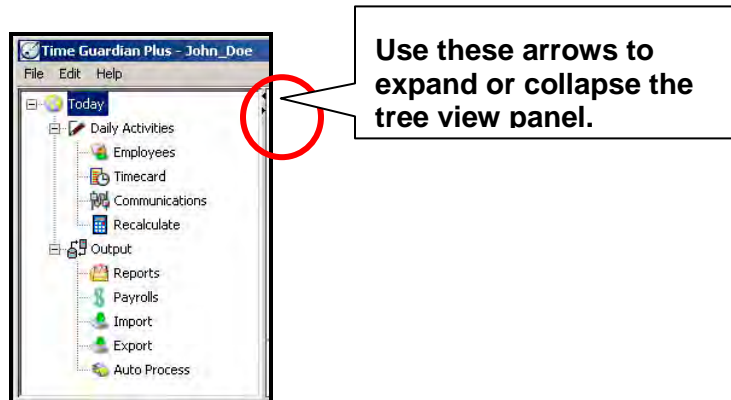 Time Guardian Plus - John_Doe
File Edit Help
Today
Daily Activities
Employees
Timecard
Communications
Recalculate
Output
Reports
Payrolls
Import
Export
Auto Process
Use these arrows to
expand or collapse the
tree view panel.